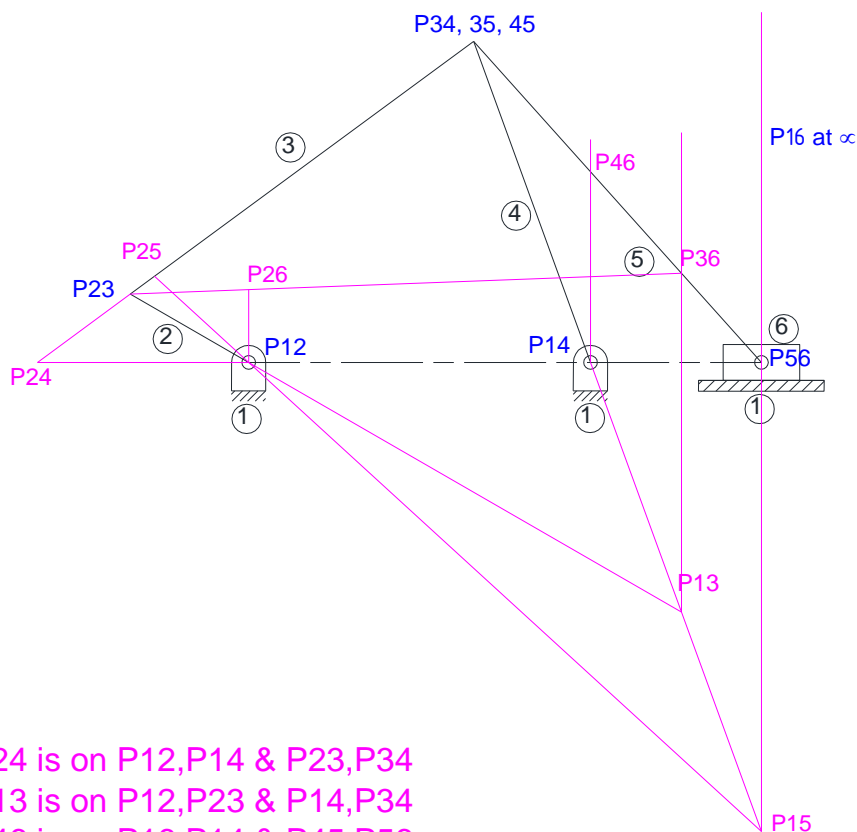 P34, 35, 45
P16 at ∝
3
P46
4
P25
P26
5
P36
P23
2
6
P12
P14
P56
P24
1
1
1
P13
24 is on P12,P14 & P23,P34
13 is on P12,P23 & P14,P34
P15